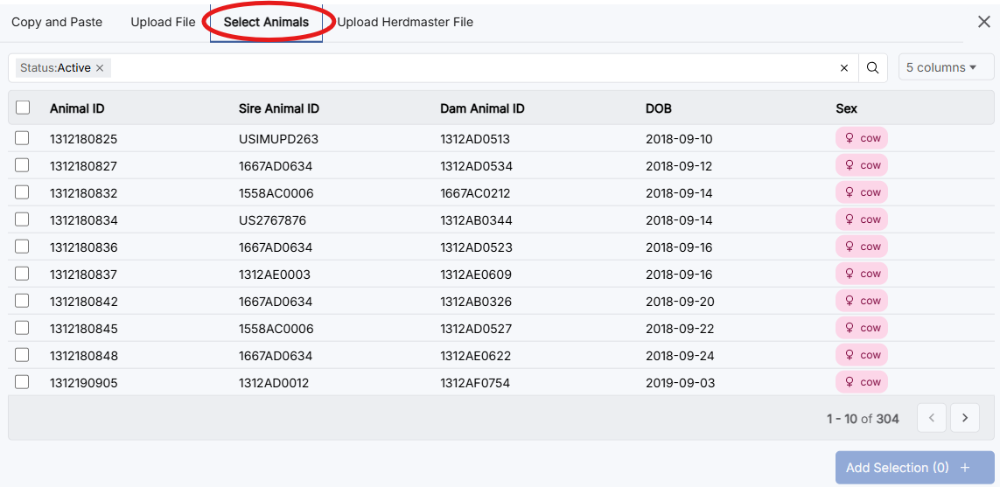 Copy and Paste Upload File Select Animals Upload Herdmaster File
Status:Active × 5 columns
Animal ID Sire Animal ID Dam Animal ID DOB Sex
1312180825 USIMUPD263 1312AD0513 2018-09-10 cow
1312180827 1667AD0634 1312AD0534 2018-09-12 cow
1312180832 1558AC0006 1667AC0212 2018-09-14 cow
1312180834 US2767876 1312AB0344 2018-09-14 cow
1312180836 1667AD0634 1312AD0523 2018-09-16 cow
1312180837 1312AE0003 1312AE0609 2018-09-16 cow
1312180842 1667AD0634 1312AB0326 2018-09-20 cow
1312180845 1558AC0006 1312AD0527 2018-09-22 cow
1312180848 1667AD0634 1312AE0622 2018-09-24 cow
1312190905 1312AD0012 1312AF0754 2019-09-03 cow
1 - 10 of 304
Add Selection (0) +